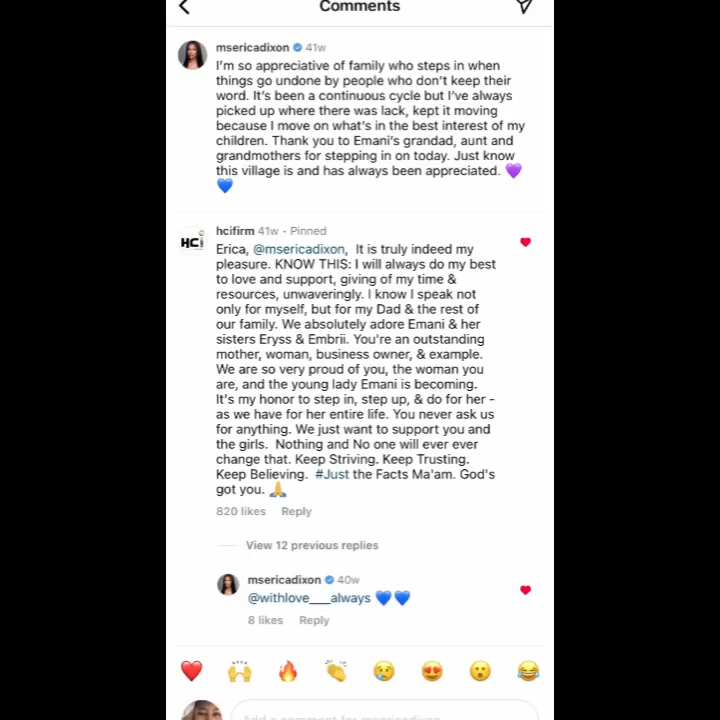 Comments
msericadixon 41w
I'm so appreciative of family who steps in when
things go undone by people who don't keep their
word. It's been a continuous cycle but I've always
picked up where there was lack, kept it moving
because I move on what's in the best interest of my
children. Thank you to Emani's grandad, aunt and
grandmothers for stepping in on today. Just know
this village is and has always been appreciated. 💜
💙
HCi
hcifirm 41w · Pinned
Erica, @msericadixon, It is truly indeed my
pleasure. KNOW THIS: I will always do my best
to love and support, giving of my time &
resources, unwaveringly. I know I speak not
only for myself, but for my Dad & the rest of
our family. We absolutely adore Emani & her
sisters Eryss & Embrii. You're an outstanding
mother, woman, business owner, & example.
We are so very proud of you, the woman you
are, and the young lady Emani is becoming.
It's my honor to step in, step up, & do for her -
as we have for her entire life. You never ask us
for anything. We just want to support you and
the girls. Nothing and No one will ever ever
change that. Keep Striving. Keep Trusting.
Keep Believing. #Just the Facts Ma'am. God's
got you. 🙏
820 likes Reply
View 12 previous replies
msericadixon 40w
@withlove___always 💙💙
8 likes Reply
❤️ 🙌 🔥 👏 😢 😍 😮 😂
Add a comment for msericadixon